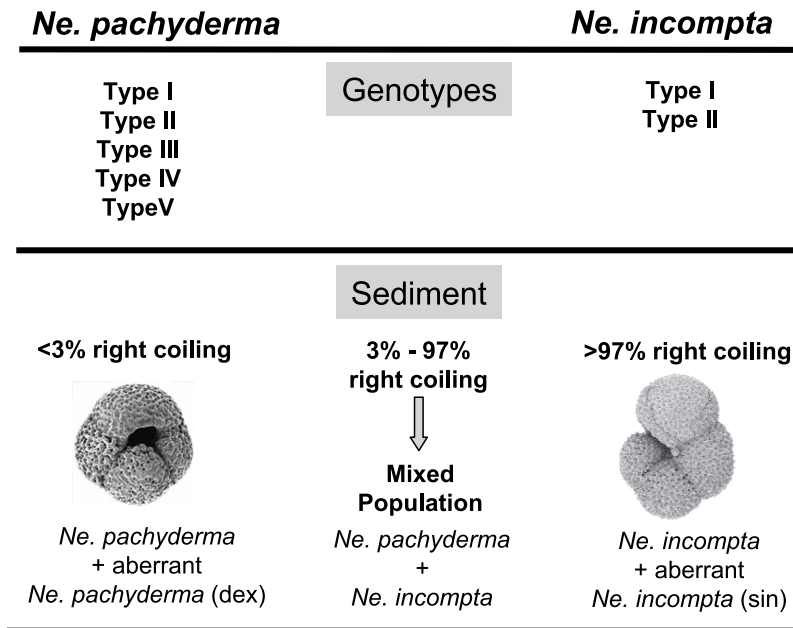 Ne. pachyderma
Ne. incompta
Type I
Type II
Type III
Type IV
TypeV
Genotypes
Type I
Type II
Sediment
<3% right coiling
3% - 97%
right coiling
>97% right coiling
Mixed
Population
Ne. pachyderma
+ aberrant
Ne. pachyderma (dex)
Ne. pachyderma
+
Ne. incompta
Ne. incompta
+ aberrant
Ne. incompta (sin)